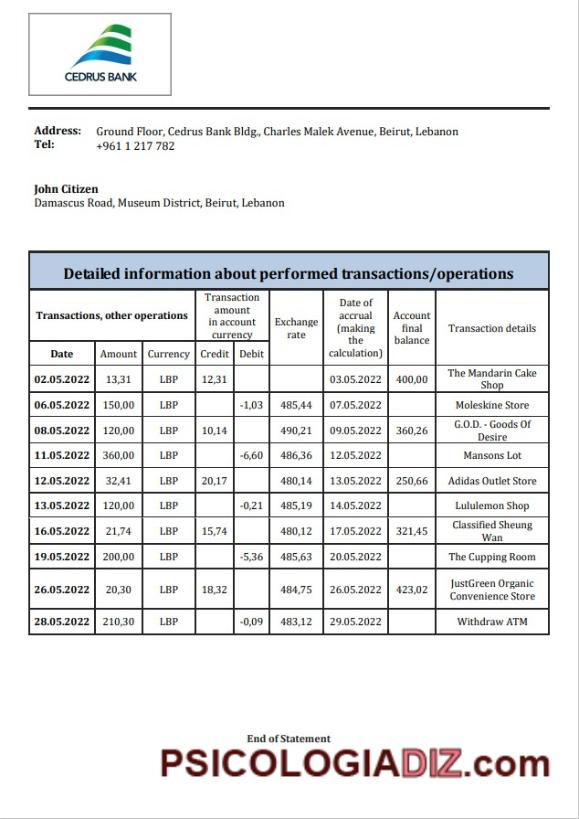 CEDRUS BANK
Address: Ground Floor, Cedrus Bank Bldg., Charles Malek Avenue, Beirut, Lebanon
Tel: +961 1 217 782
John Citizen
Damascus Road, Museum District, Beirut, Lebanon
Detailed information about performed transactions/operations
Transactions, other operations
Transaction
amount
in account
currency
Exchange
rate
Date of
accrual
(making
the
calculation)
Account
final
balance
Transaction details
Date Amount Currency Credit Debit
02.05.2022 13,31 LBP 12,31 03.05.2022 400,00 The Mandarin Cake
Shop
06.05.2022 150,00 LBP -1,03 485,44 07.05.2022 Moleskine Store
08.05.2022 120,00 LBP 10,14 490,21 09.05.2022 360,26 G.O.D. - Goods Of
Desire
11.05.2022 360,00 LBP -6,60 486,36 12.05.2022 Mansons Lot
12.05.2022 32,41 LBP 20,17 480,14 13.05.2022 250,66 Adidas Outlet Store
13.05.2022 120,00 LBP -0,21 485,19 14.05.2022 Lululemon Shop
16.05.2022 21,74 LBP 15,74 480,12 17.05.2022 321,45 Classified Sheung
Wan
19.05.2022 200,00 LBP -5,36 485,63 20.05.2022 The Cupping Room
26.05.2022 20,30 LBP 18,32 484,75 26.05.2022 423,02 JustGreen Organic
Convenience Store
28.05.2022 210,30 LBP -0,09 483,12 29.05.2022 Withdraw ATM
End of Statement
PSICOLOGIADIZ.com